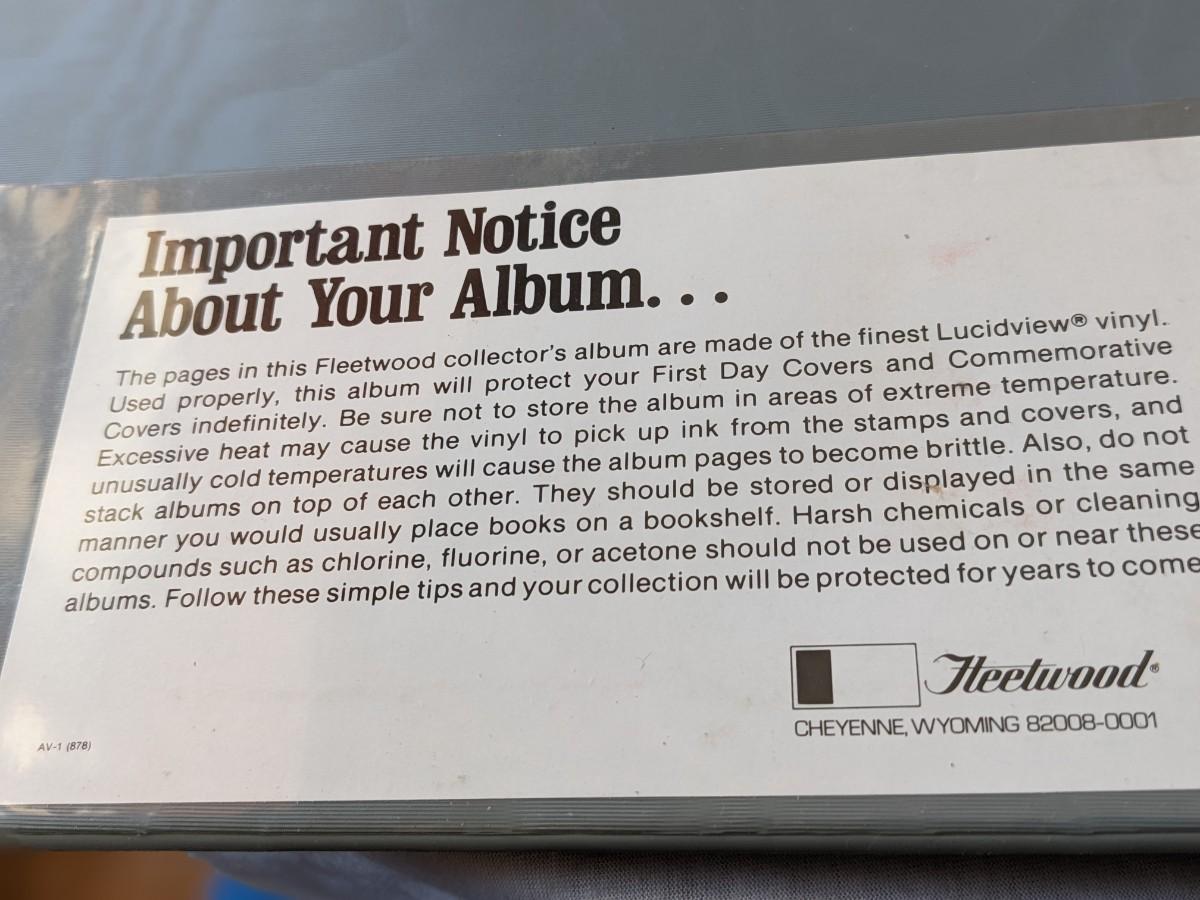 Important Notice
About Your Album. . .
The pages in this Fleetwood collector's album are made of the finest Lucidview® vinyl.
Used properly, this album will protect your First Day Covers and Commemorative
Covers indefinitely. Be sure not to store the album in areas of extreme temperature.
Excessive heat may cause the vinyl to pick up ink from the stamps and covers, and
unusually cold temperatures will cause the album pages to become brittle. Also, do not
stack albums on top of each other. They should be stored or displayed in the same
manner you would usually place books on a bookshelf. Harsh chemicals or cleaning
compounds such as chlorine, fluorine, or acetone should not be used on or near these
albums. Follow these simple tips and your collection will be protected for years to come
Fleetwood®
CHEYENNE, WYOMING 82008-0001
AV-1 (878)